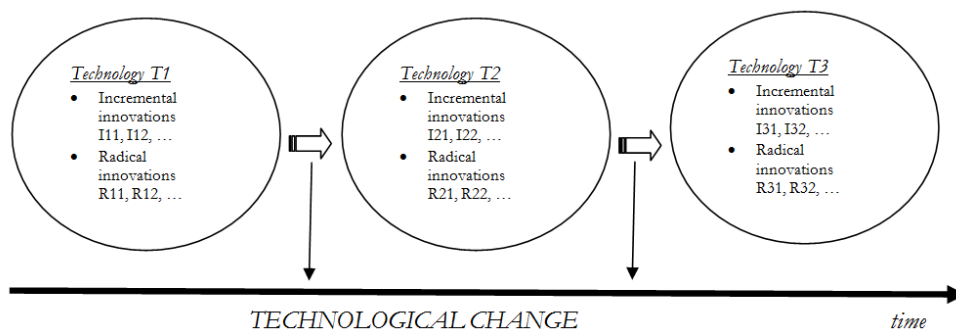 Technology T1
• Incremental
innovations
I11, I12, …
• Radical
innovations
R11, R12, …
Technology T2
• Incremental
innovations
I21, I22, …
• Radical
innovations
R21, R22, …
Technology T3
• Incremental
innovations
I31, I32, …
• Radical
innovations
R31, R32, …
TECHNOLOGICAL CHANGE
time